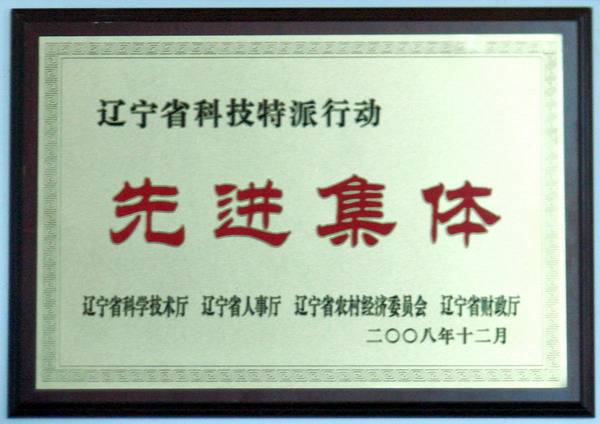 辽宁省科技特派行动
先进集体
辽宁省科学技术厅 辽宁省人事厅 辽宁省农村经济委员会 辽宁省财政厅
二〇〇八年十二月